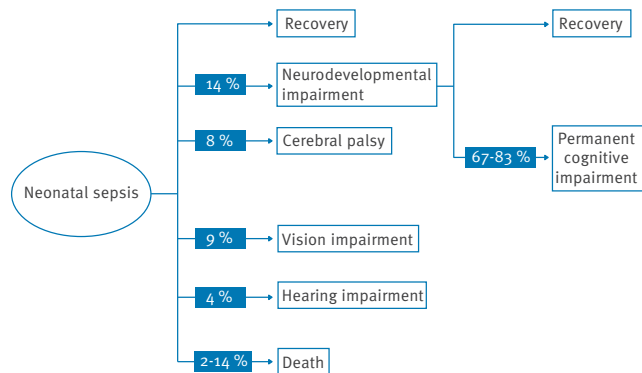 Recovery
Recovery
14 %
Neurodevelopmental
impairment
8 %
Cerebral palsy
67-83 %
Permanent
cognitive
impairment
Neonatal sepsis
9 %
Vision impairment
4 %
Hearing impairment
2-14 %
Death